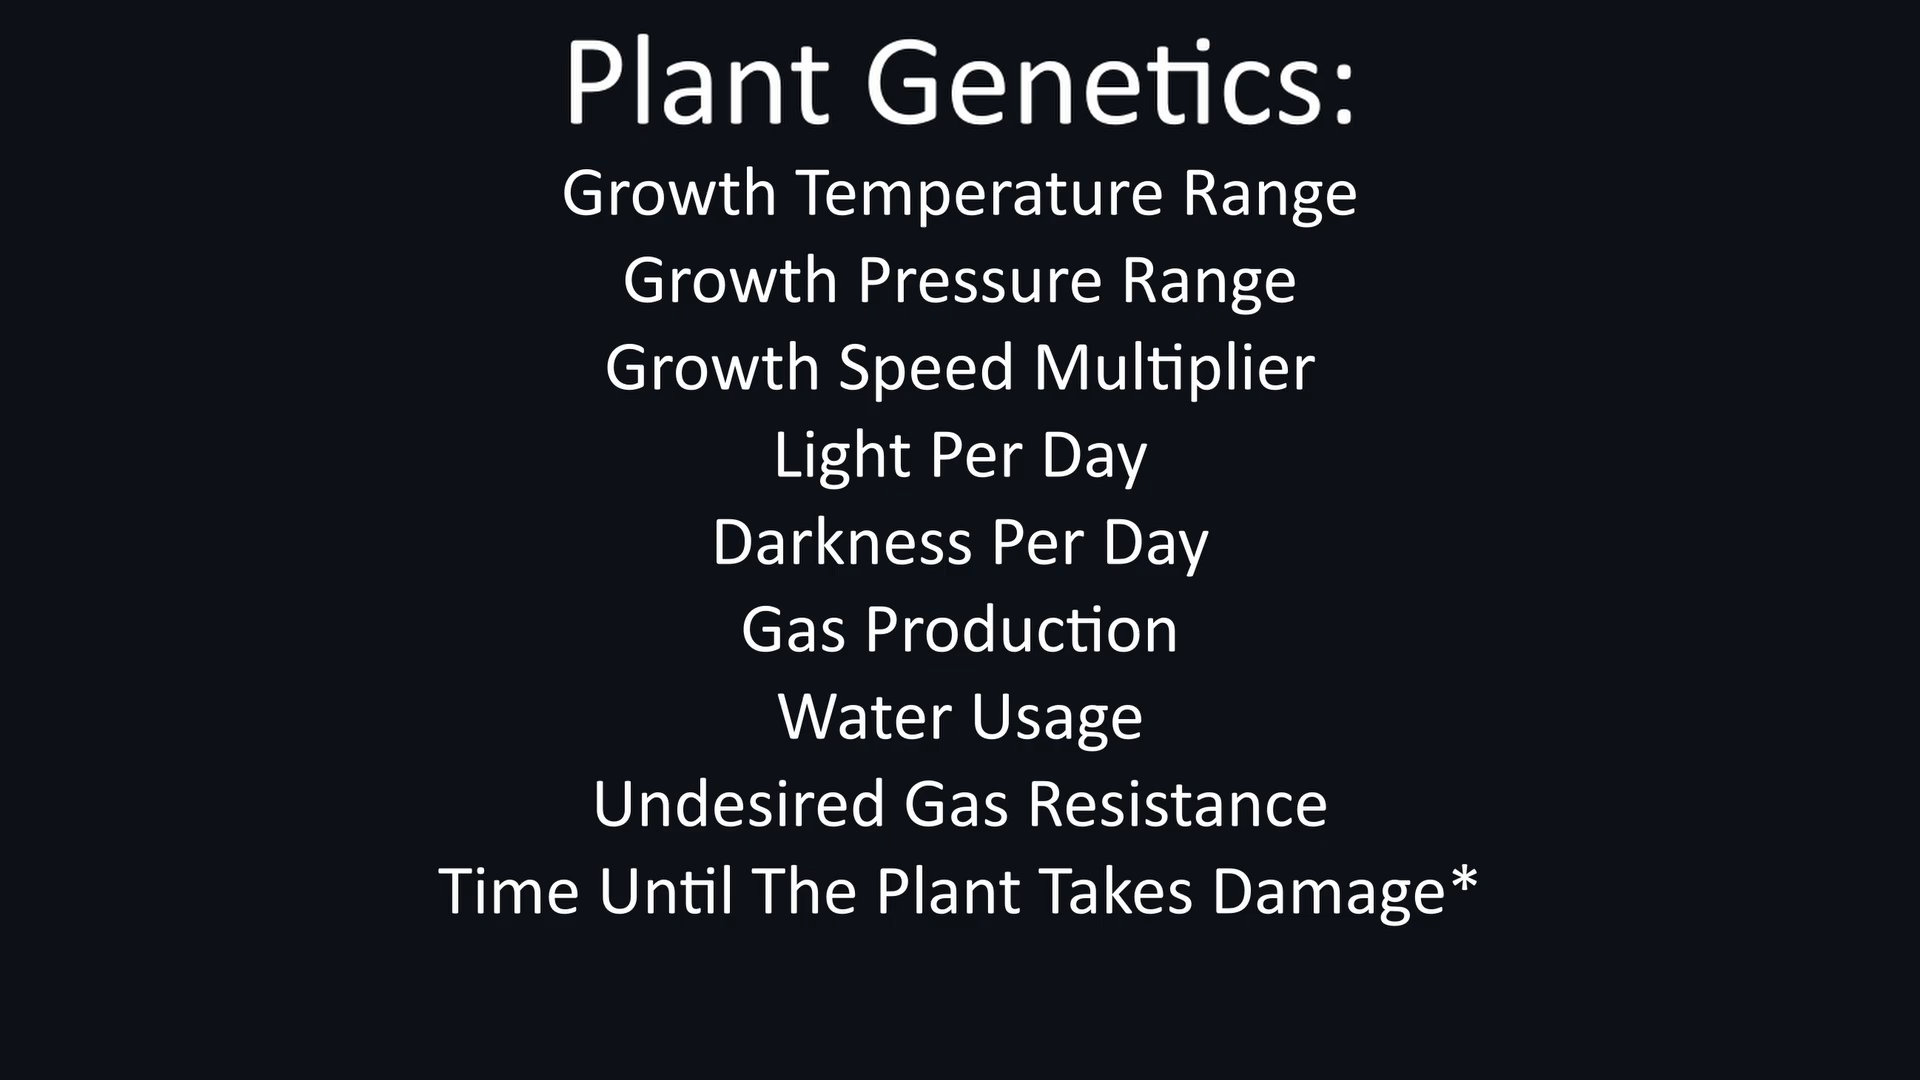 Plant Genetics:
Growth Temperature Range
Growth Pressure Range
Growth Speed Multiplier
Light Per Day
Darkness Per Day
Gas Production
Water Usage
Undesired Gas Resistance
Time Until The Plant Takes Damage*